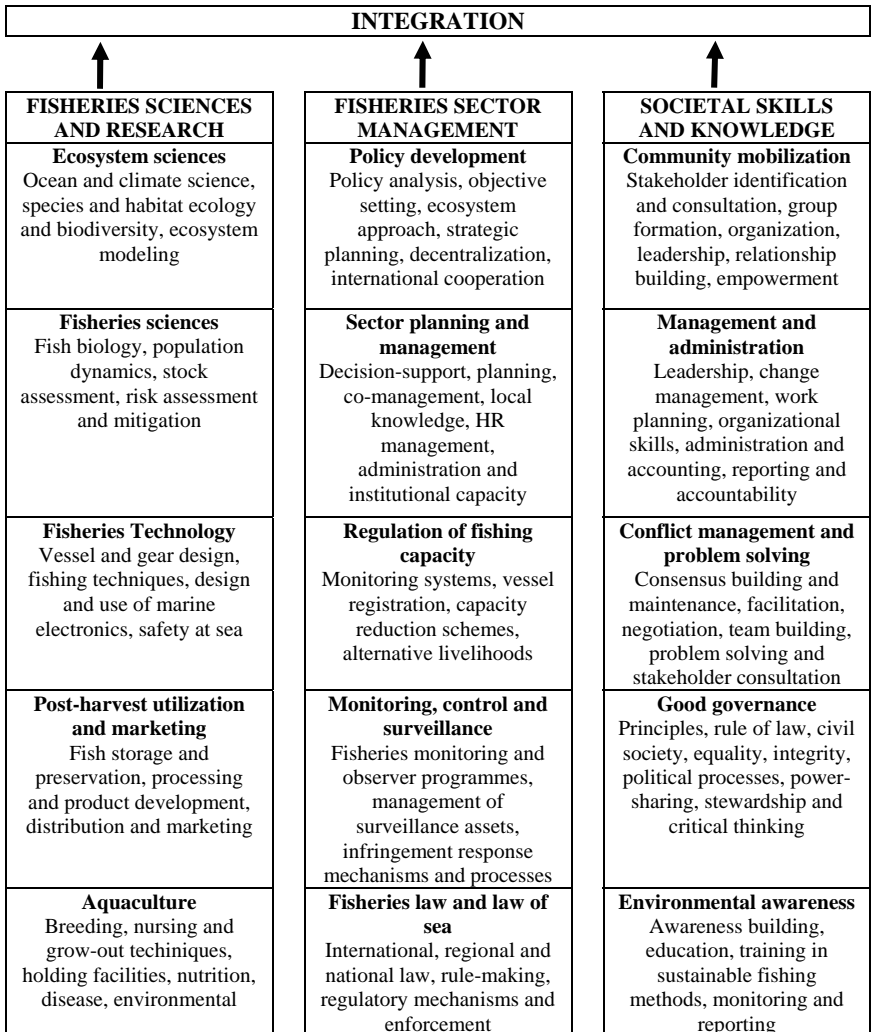 INTEGRATION
FISHERIES SCIENCES
AND RESEARCH
Ecosystem sciences
Ocean and climate science,
species and habitat ecology
and biodiversity, ecosystem
modeling
Fisheries sciences
Fish biology, population
dynamics, stock
assessment, risk assessment
and mitigation
Fisheries Technology
Vessel and gear design,
fishing techniques, design
and use of marine
electronics, safety at sea
Post-harvest utilization
and marketing
Fish storage and
preservation, processing
and product development,
distribution and marketing
Aquaculture
Breeding, nursing and
grow-out techiniques,
holding facilities, nutrition,
disease, environmental
FISHERIES SECTOR
MANAGEMENT
Policy development
Policy analysis, objective
setting, ecosystem
approach, strategic
planning, decentralization,
international cooperation
Sector planning and
management
Decision-support, planning,
co-management, local
knowledge, HR
management,
administration and
institutional capacity
Regulation of fishing
capacity
Monitoring systems, vessel
registration, capacity
reduction schemes,
alternative livelihoods
Monitoring, control and
surveillance
Fisheries monitoring and
observer programmes,
management of
surveillance assets,
infringement response
mechanisms and processes
Fisheries law and law of
sea
International, regional and
national law, rule-making,
regulatory mechanisms and
enforcement
SOCIETAL SKILLS
AND KNOWLEDGE
Community mobilization
Stakeholder identification
and consultation, group
formation, organization,
leadership, relationship
building, empowerment
Management and
administration
Leadership, change
management, work
planning, organizational
skills, administration and
accounting, reporting and
accountability
Conflict management and
problem solving
Consensus building and
maintenance, facilitation,
negotiation, team building,
problem solving and
stakeholder consultation
Good governance
Principles, rule of law, civil
society, equality, integrity,
political processes, power-
sharing, stewardship and
critical thinking
Environmental awareness
Awareness building,
education, training in
sustainable fishing
methods, monitoring and
reporting